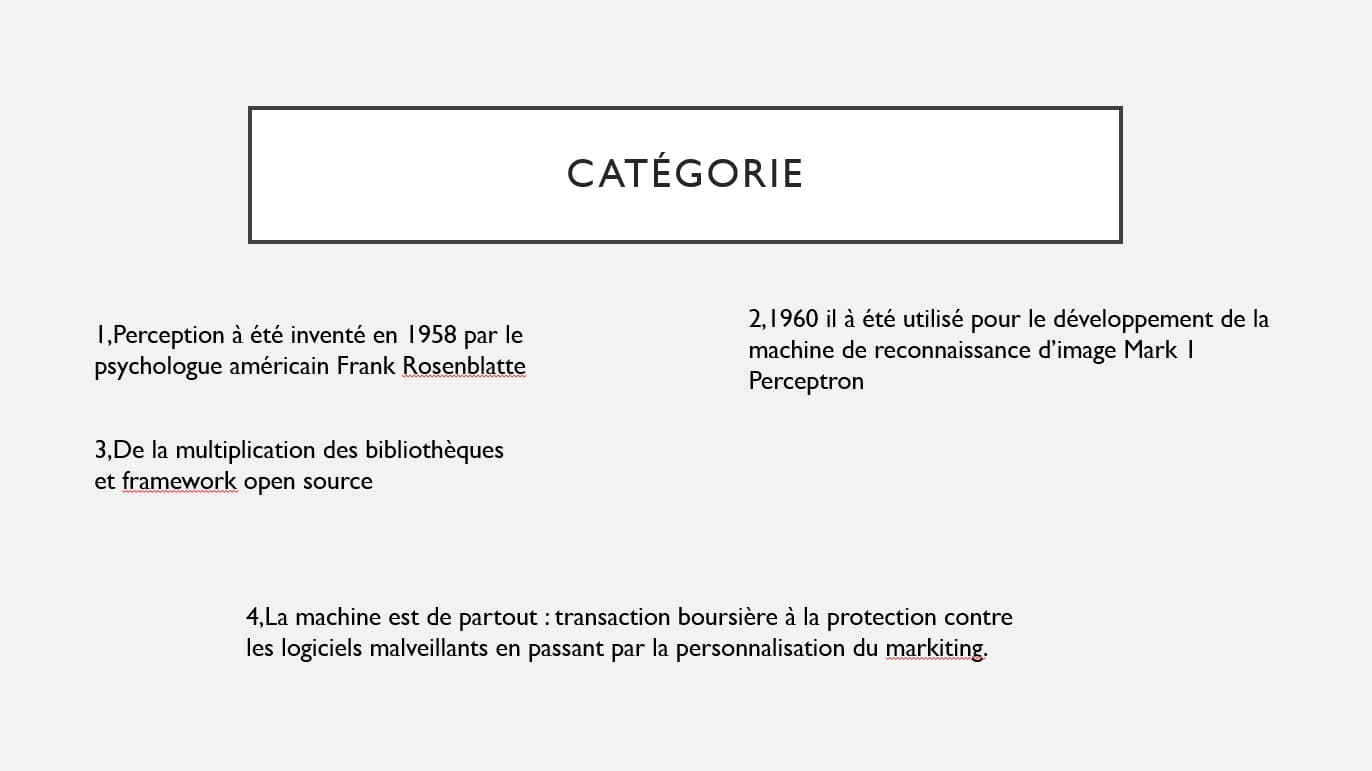 CATÉGORIE
1,Perception à été inventé en 1958 par le
psychologue américain Frank Rosenblatte
2,1960 il à été utilisé pour le développement de la
machine de reconnaissance d’image Mark 1
Perceptron
3,De la multiplication des bibliothèques
et framework open source
4,La machine est de partout : transaction boursière à la protection contre
les logiciels malveillants en passant par la personnalisation du markiting.